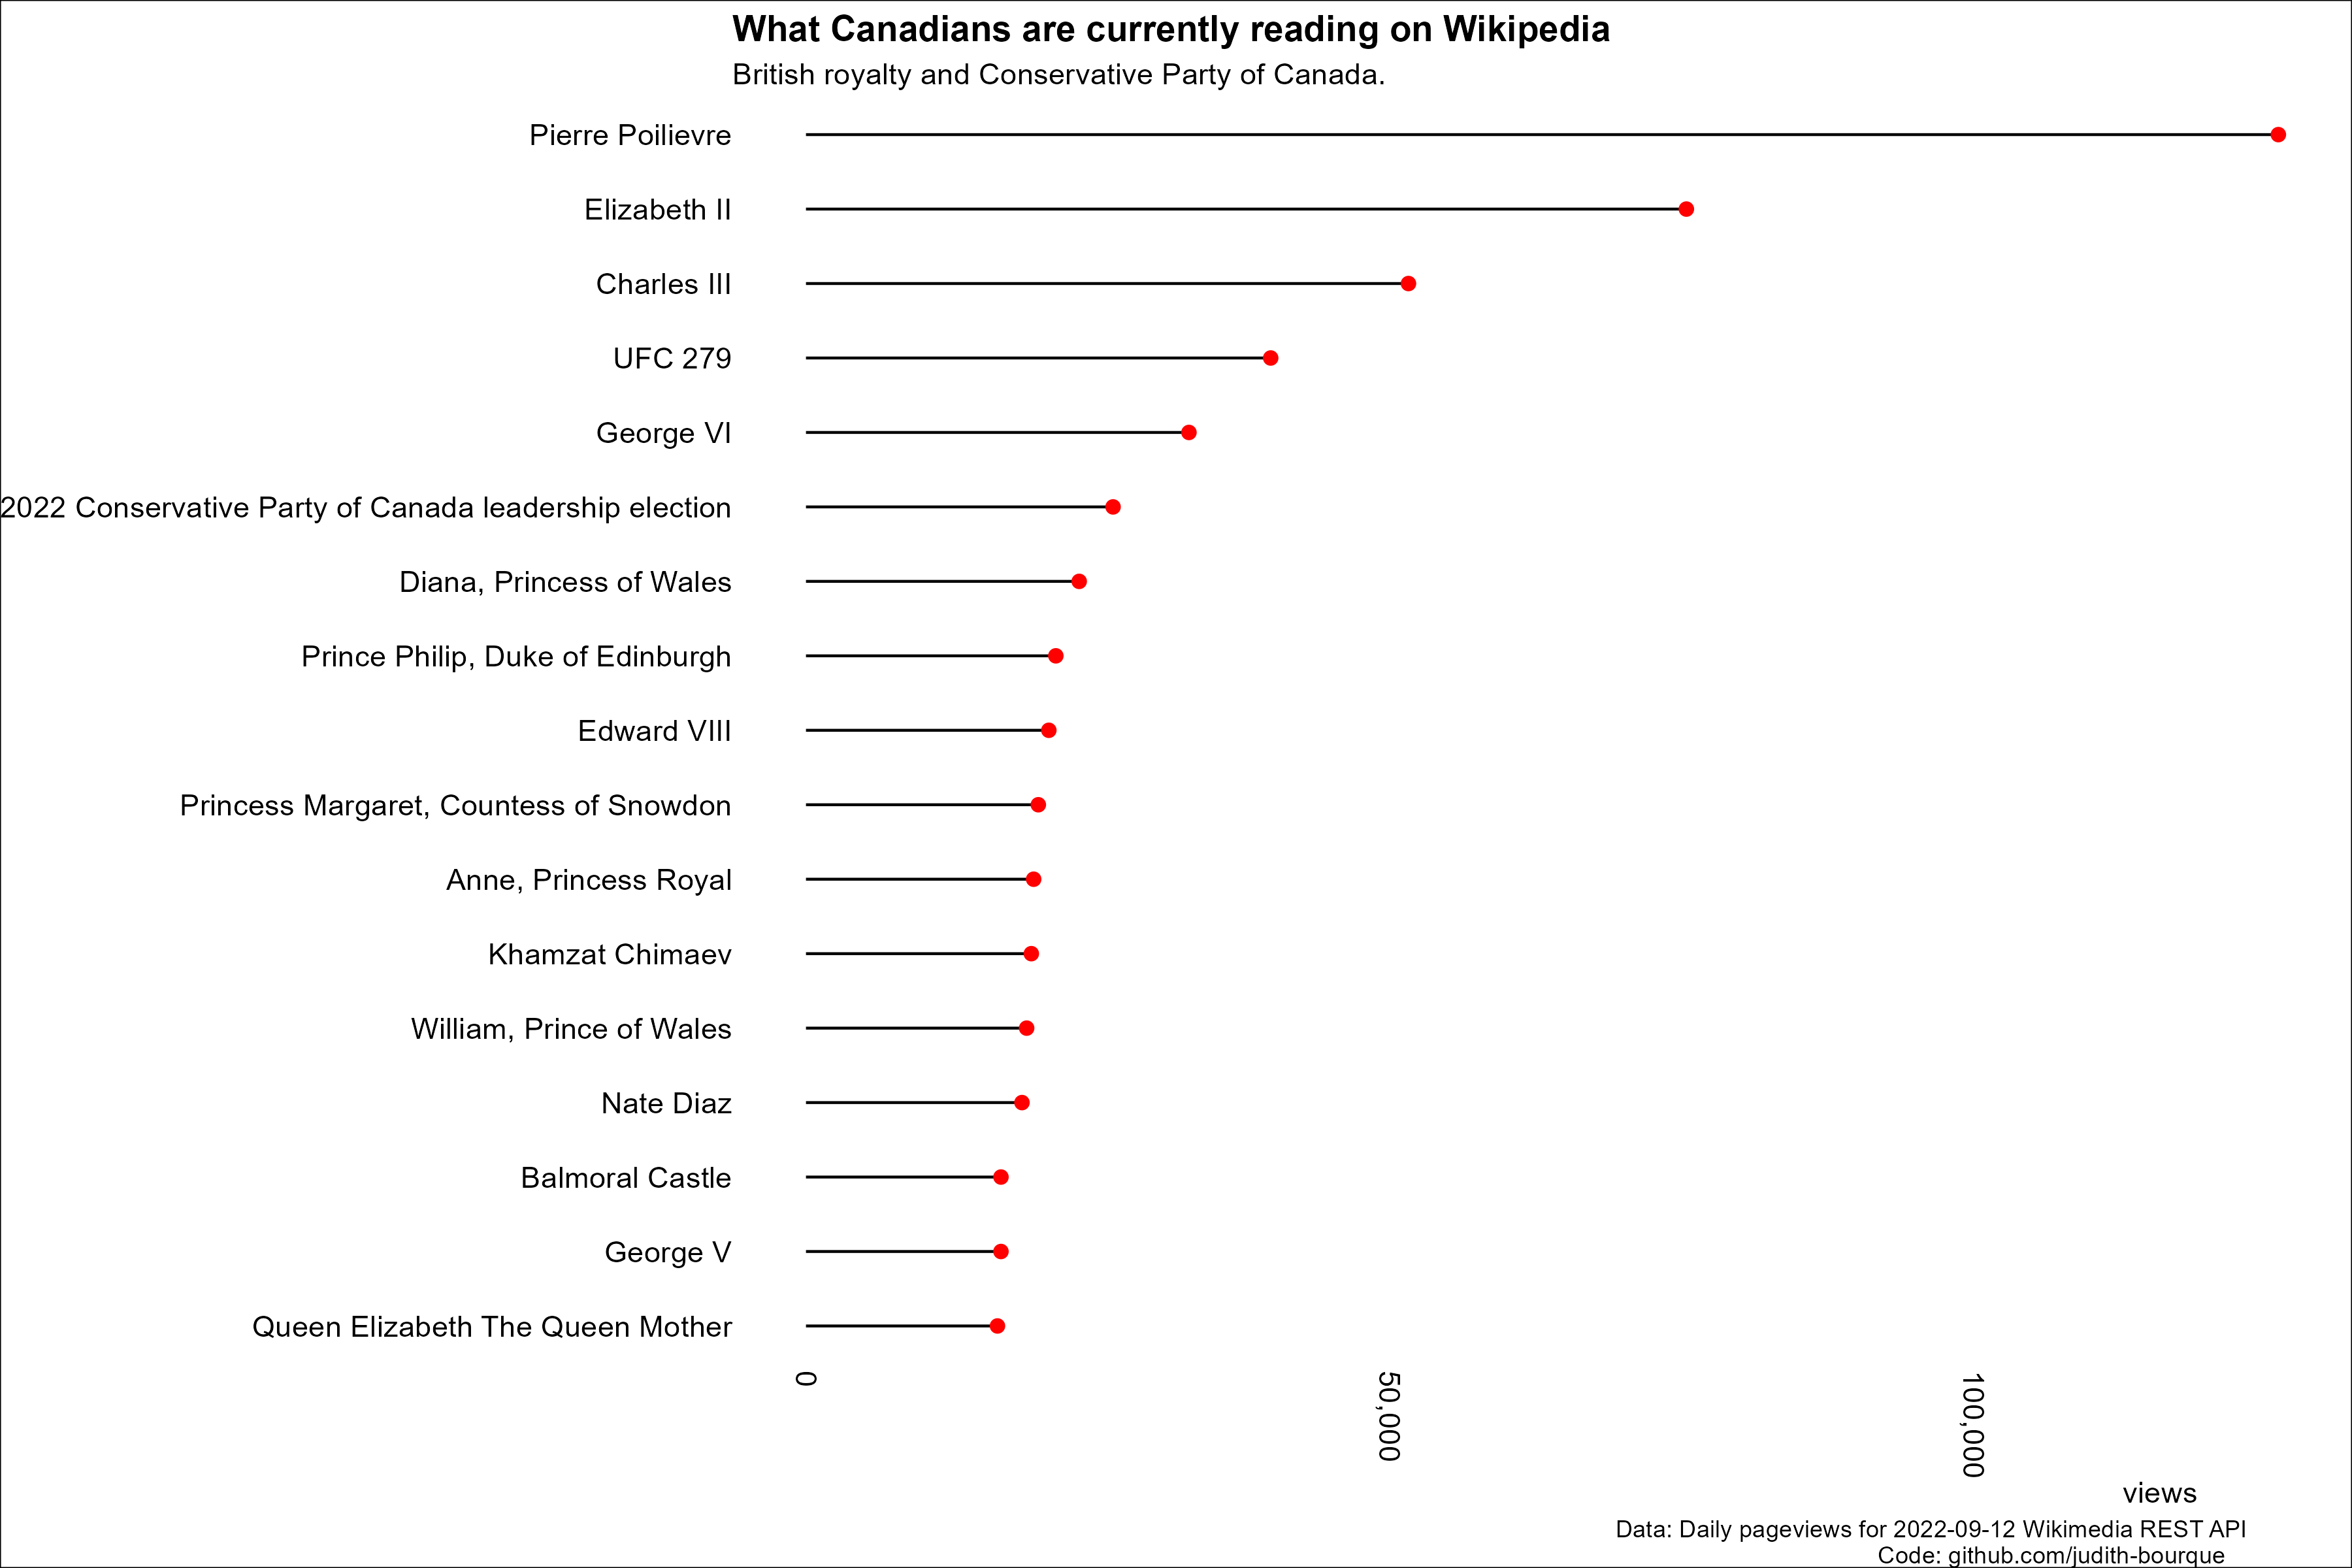 What Canadians are currently reading on Wikipedia
British royalty and Conservative Party of Canada.
Pierre Poilievre
Elizabeth II
Charles III
UFC 279
George VI
2022 Conservative Party of Canada leadership election
Diana, Princess of Wales
Prince Philip, Duke of Edinburgh
Edward VIII
Princess Margaret, Countess of Snowdon
Anne, Princess Royal
Khamzat Chimaev
William, Prince of Wales
Nate Diaz
Balmoral Castle
George V
Queen Elizabeth The Queen Mother
0
50,000
100,000
views
Data: Daily pageviews for 2022-09-12 Wikimedia REST API
Code: github.com/judith-bourque